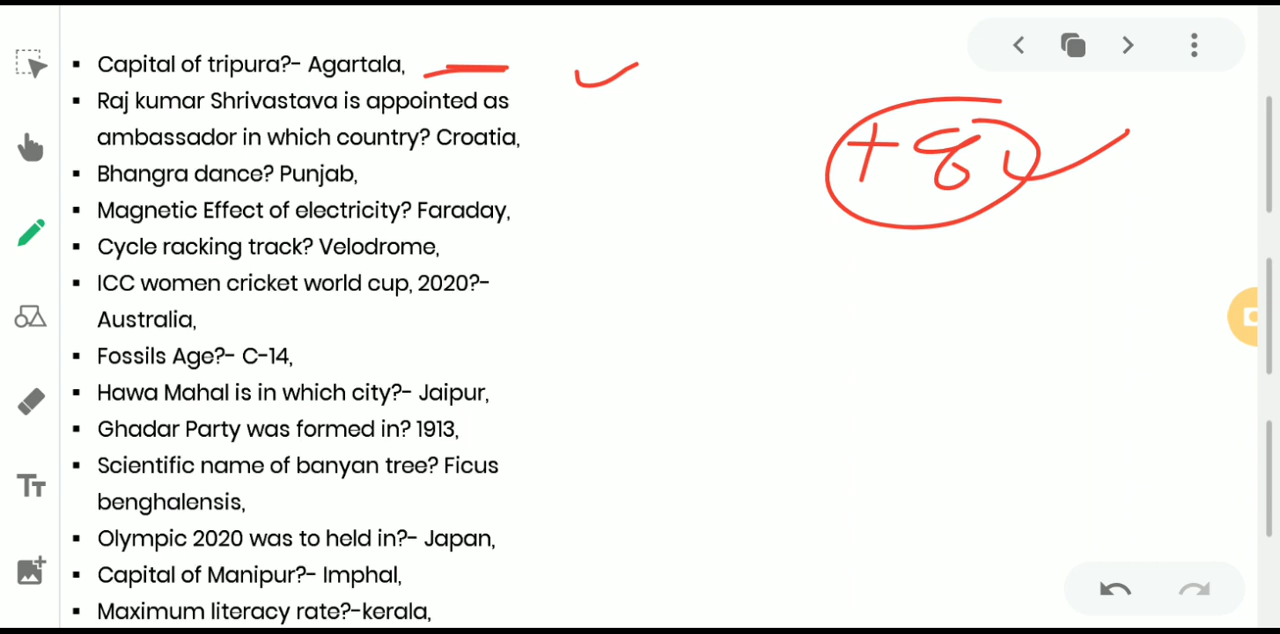 Capital of tripura?- Agartala,
Raj kumar Shrivastava is appointed as
ambassador in which country? Croatia,
Bhangra dance? Punjab,
Magnetic Effect of electricity? Faraday,
Cycle racking track? Velodrome,
ICC women cricket world cup, 2020?-
Australia,
Fossils Age?- C-14,
Hawa Mahal is in which city?- Jaipur,
Ghadar Party was formed in? 1913,
Scientific name of banyan tree? Ficus
benghalensis,
Olympic 2020 was to held in?- Japan,
Capital of Manipur?- Imphal,
Maximum literacy rate?-kerala,
Tт